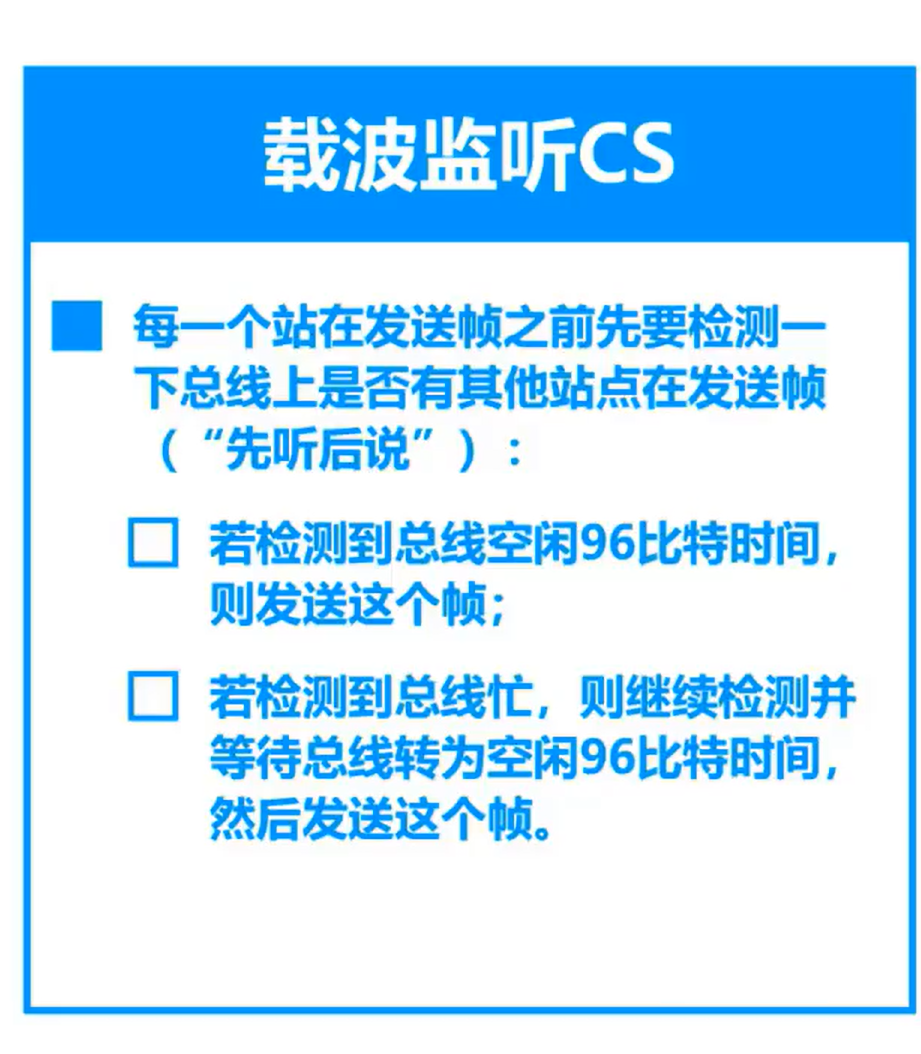 载波监听CS
每一个站在发送帧之前先要检测一
下总线上是否有其他站点在发送帧
（“先听后说”）：
若检测到总线空闲96比特时间，
则发送这个帧；
若检测到总线忙，则继续检测并
等待总线转为空闲96比特时间，
然后发送这个帧。